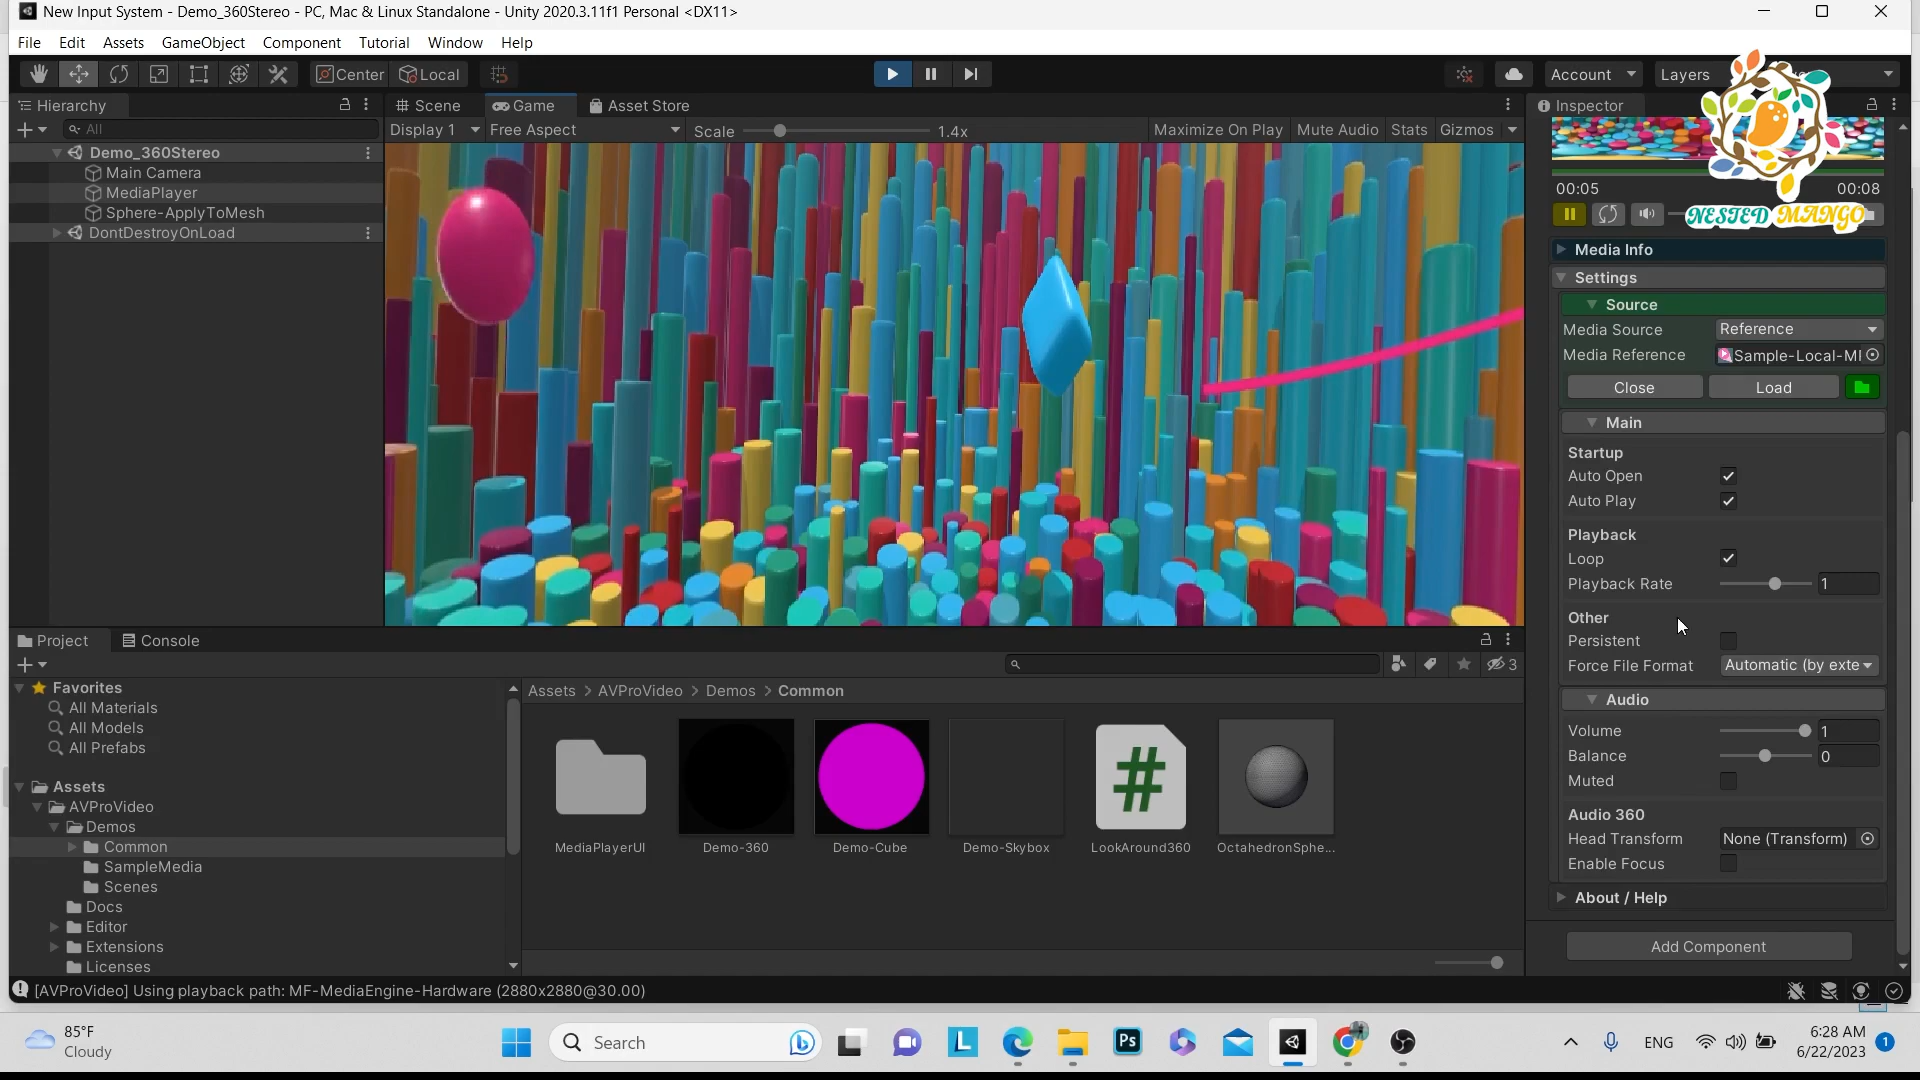 New Input System - Demo_360Stereo - PC, Mac & Linux Standalone - Unity 2020.3.11f1 Personal <DX11>
File Edit Assets GameObject Component Tutorial Window Help
Center Local Account Layers
Hierarchy
Scene Game Asset Store
Inspector
All
Display 1 Free Aspect Scale 1.4x Maximize On Play Mute Audio Stats Gizmos
Demo_360Stereo
Main Camera
MediaPlayer
Sphere-ApplyToMesh
DontDestroyOnLoad
00:05 00:08
NESTED MANGO
Media Info
Settings
Source
Media Source Reference
Media Reference Sample-Local-MI
Close Load
Main
Startup
Auto Open
Auto Play
Playback
Loop
Playback Rate 1
Other
Persistent
Force File Format Automatic (by exte
Audio
Volume 1
Balance 0
Muted
Audio 360
Head Transform None (Transform)
Enable Focus
About / Help
Add Component
Project Console
3
Favorites
All Materials
All Models
All Prefabs
Assets
AVProVideo
Demos
Common
SampleMedia
Scenes
Docs
Editor
Extensions
Licenses
Assets > AVProVideo > Demos > Common
MediaPlayerUI Demo-360 Demo-Cube Demo-Skybox LookAround360 OctahedronSphe...
[AVProVideo] Using playback path: MF-MediaEngine-Hardware (2880x2880@30.00)
85°F
Cloudy
Search
L
Ps
ENG
6:28 AM
6/22/2023
1